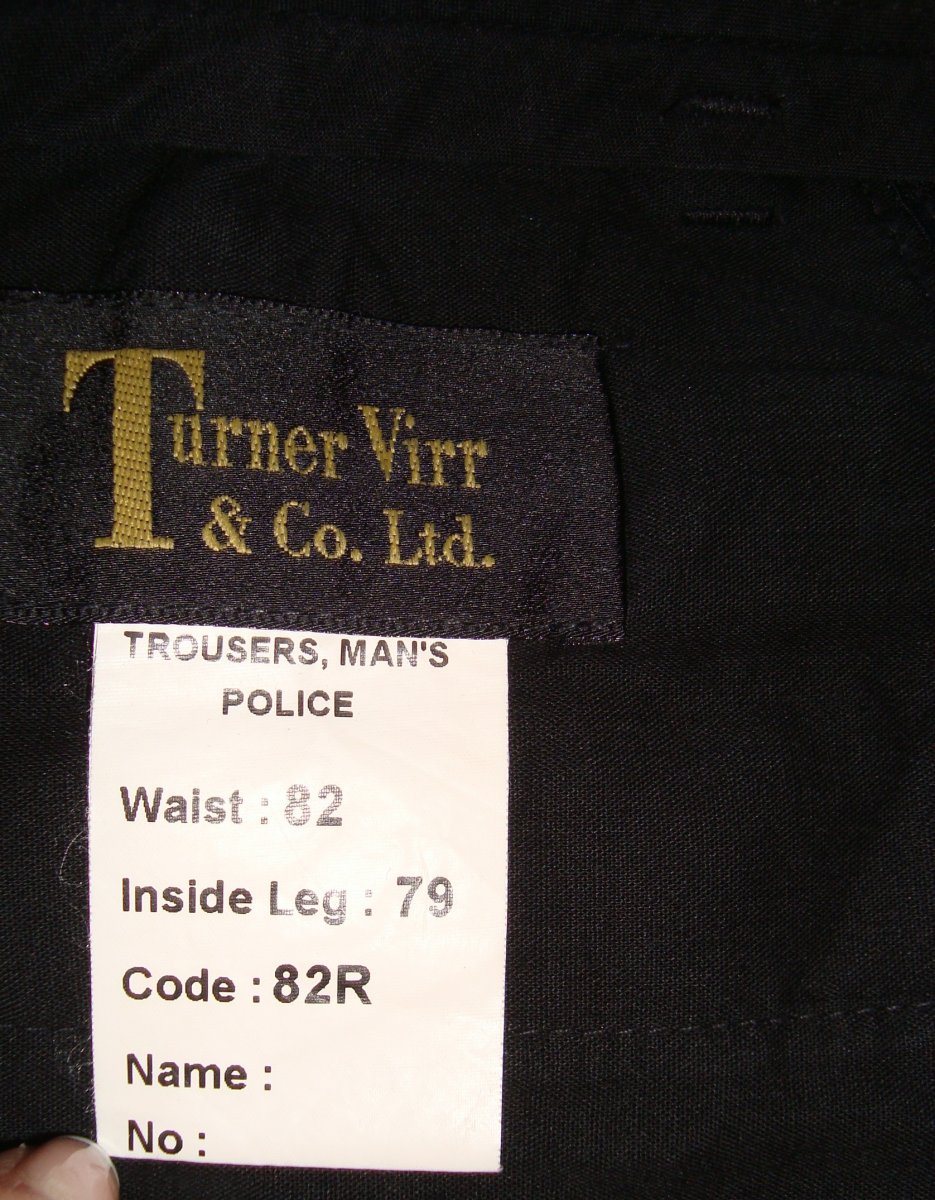 Turner Virr
& Co. Ltd.
TROUSERS, MAN'S
POLICE
Waist : 82
Inside Leg : 79
Code : 82R
Name :
No :